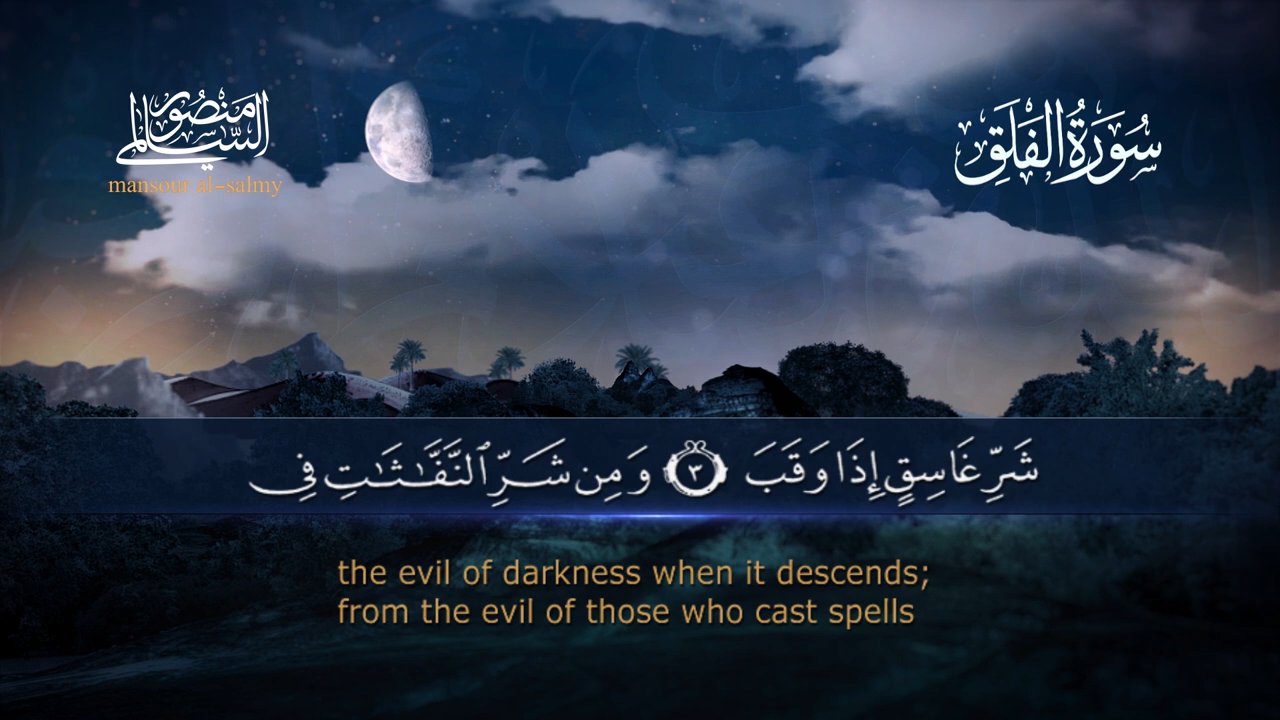 منصور
السالمي
mansour al-salmy
سُورَةُ الفَلَقِ
شَرِّ غَاسِقٍ إِذَا وَقَبَ ٣ وَمِن شَرِّ ٱلنَّفَّـٰثَـٰتِ فِى
the evil of darkness when it descends;
from the evil of those who cast spells